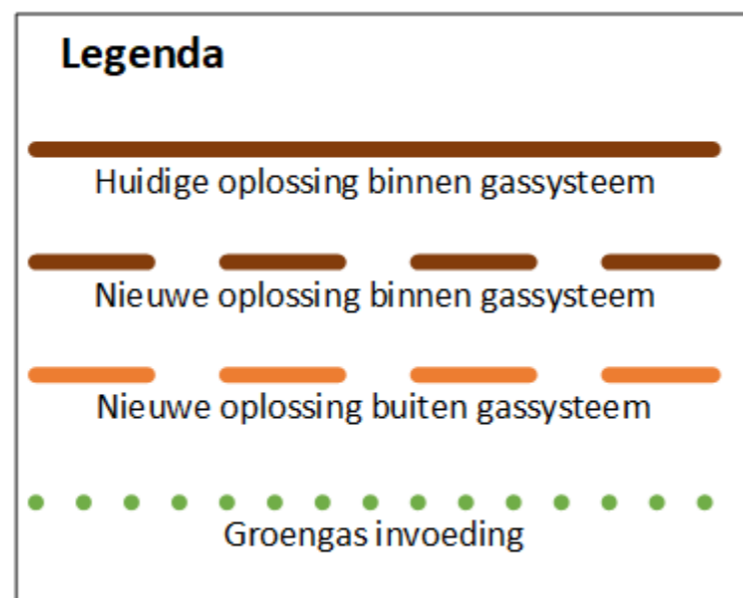 Legenda
Huidige oplossing binnen gassysteem
Nieuwe oplossing binnen gassysteem
Nieuwe oplossing buiten gassysteem
Groengas invoeding